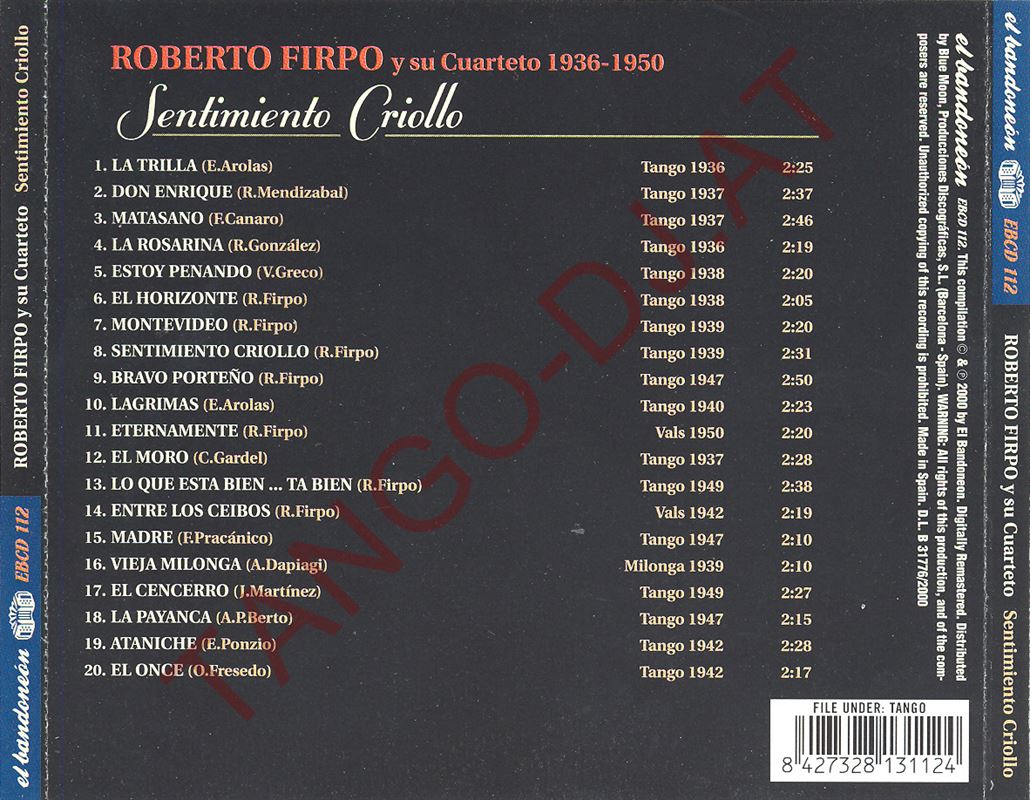 ROBERTO FIRPO y su Cuarteto 1936-1950
Sentimiento Criollo
1. LA TRILLA (E.Arolas) Tango 1936 2:25
2. DON ENRIQUE (R.Mendizabal) Tango 1937 2:37
3. MATASANO (F.Canaro) Tango 1937 2:46
4. LA ROSARINA (R.González) Tango 1936 2:19
5. ESTOY PENANDO (V.Greco) Tango 1938 2:20
6. EL HORIZONTE (R.Firpo) Tango 1938 2:05
7. MONTEVIDEO (R.Firpo) Tango 1939 2:20
8. SENTIMIENTO CRIOLLO (R.Firpo) Tango 1939 2:31
9. BRAVO PORTEÑO (R.Firpo) Tango 1947 2:50
10. LAGRIMAS (E.Arolas) Tango 1940 2:23
11. ETERNAMENTE (R.Firpo) Vals 1950 2:20
12. EL MORO (C.Gardel) Tango 1937 2:28
13. LO QUE ESTA BIEN ... TA BIEN (R.Firpo) Tango 1949 2:38
14. ENTRE LOS CEIBOS (R.Firpo) Vals 1942 2:19
15. MADRE (F.Pracánico) Tango 1947 2:10
16. VIEJA MILONGA (A.Dapiagi) Milonga 1939 2:10
17. EL CENCERRO (J.Martínez) Tango 1949 2:27
18. LA PAYANCA (A.P.Berto) Tango 1947 2:15
19. ATANICHE (E.Ponzio) Tango 1942 2:28
20. EL ONCE (O.Fresedo) Tango 1942 2:17
TANGO-DJ.AT
el bandoneón EBCD 112. This compilation © & ℗ 2000 by El Bandoneon. Digitally Remastered. Distributed
by Blue Moon, Producciones Discográficas, S.L. (Barcelona - Spain). WARNING: All rights of this production, and of the com-
posers are reserved. Unauthorized copying of this recording is prohibited. Made in Spain. D.L. B 31776/2000
FILE UNDER: TANGO
8 427328 131124
el bandoneón EBCD 112 ROBERTO FIRPO y su Cuarteto Sentimiento Criollo
el bandoneón EBCD 112 ROBERTO FIRPO y su Cuarteto Sentimiento Criollo